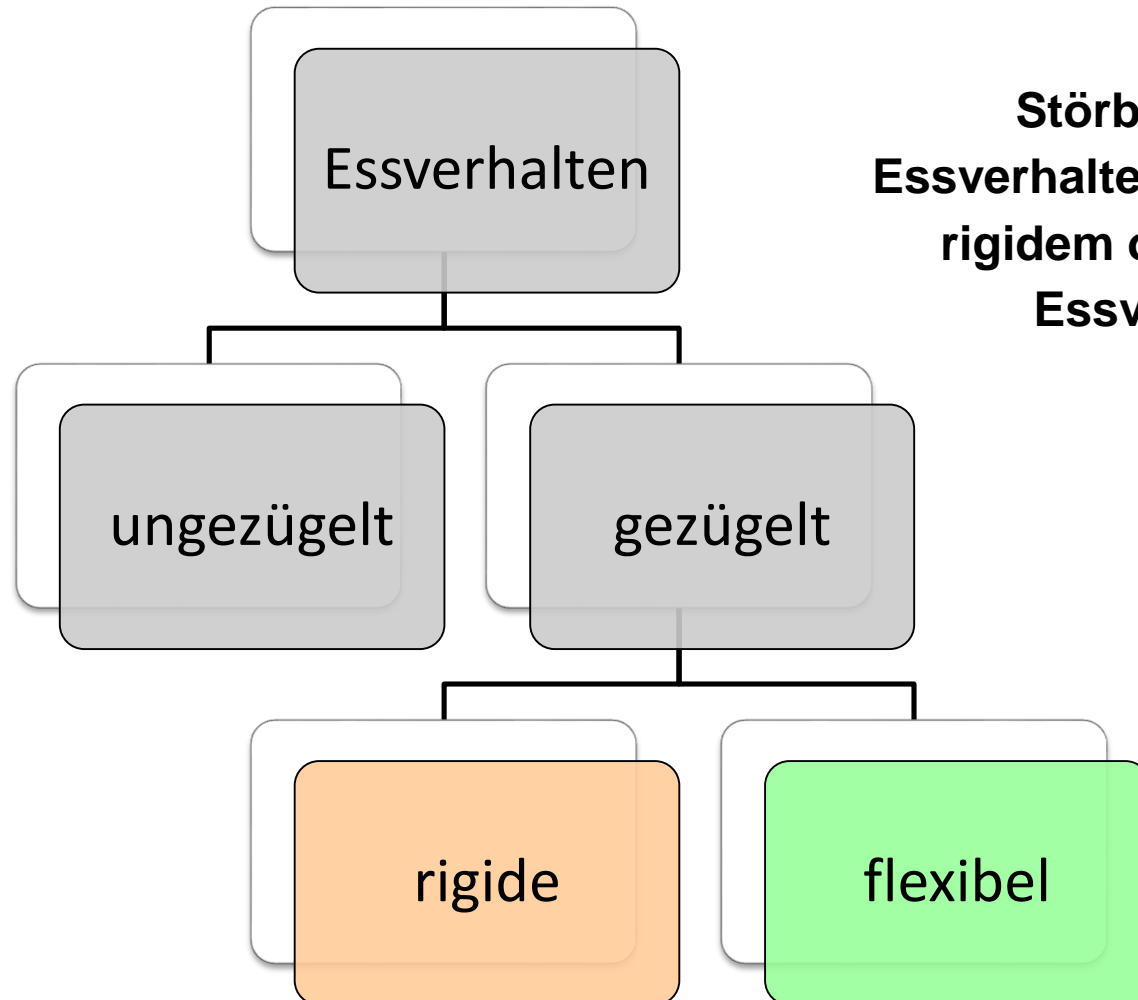 Störb
Essverhalte
rigidem
Essv
Essverhalten
ungezügelt
gezügelt
rigide
flexibel